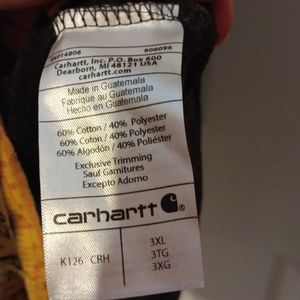 906096
Carhartt, Inc. P.O. Box 600
Dearborn, MI 48121 USA
carhartt.com
Made in Guatemala
Fabriqué au Guatemala
Hecho en Guatemala
60% Cotton / 40% Polyester
60% Coton / 40% Polyester
60% Algodón / 40% Poliéster
Exclusive Trimming
Sauf Garnitures
Excepto Adorno
carhartt
K126 CRH
3XL
3TG
3XG